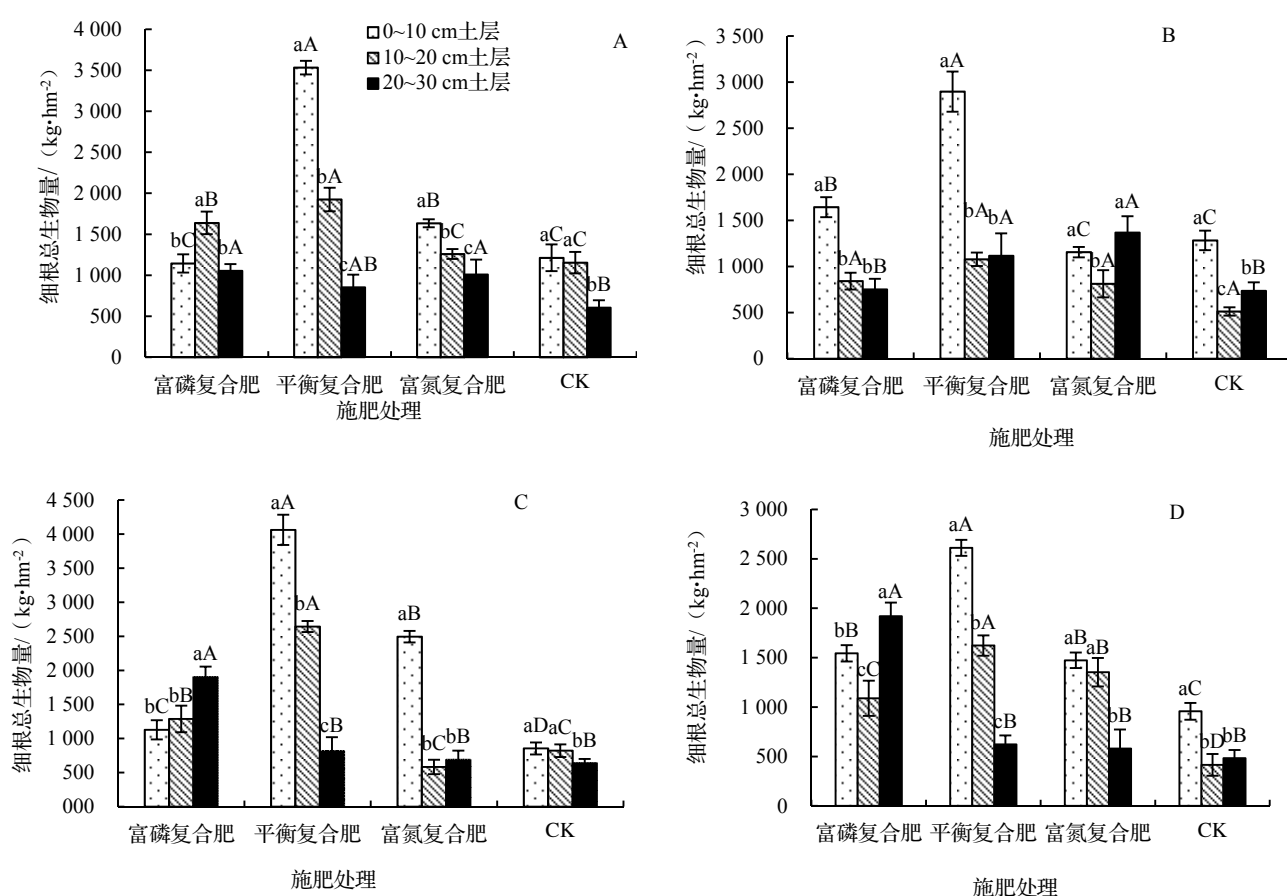 A
细根总生物量/(kg•hm⁻²)
4 000
3 500
3 000
2 500
2 000
1 500
1 000
500
0
0~10 cm土层
10~20 cm土层
20~30 cm土层
bC aB bA
aA bA cAB
aB bC cA
aC aC bB
富磷复合肥 平衡复合肥 富氮复合肥 CK
施肥处理
B
细根总生物量/(kg•hm⁻²)
3 500
3 000
2 500
2 000
1 500
1 000
500
0
aB bA bB
aA bA bA
aC bA aA
aC cA bB
富磷复合肥 平衡复合肥 富氮复合肥 CK
施肥处理
C
细根总生物量/(kg•hm⁻²)
4 500
4 000
3 500
3 000
2 500
2 000
1 500
1 000
500
000
bC bB aA
aA bA cB
aB bC bB
aD aC bB
富磷复合肥 平衡复合肥 富氮复合肥 CK
施肥处理
D
细根总生物量/(kg•hm⁻²)
3 000
2 500
2 000
1 500
1 000
500
0
bB cC aA
aA bA cB
aB aB bB
aC bD bB
富磷复合肥 平衡复合肥 富氮复合肥 CK
施肥处理